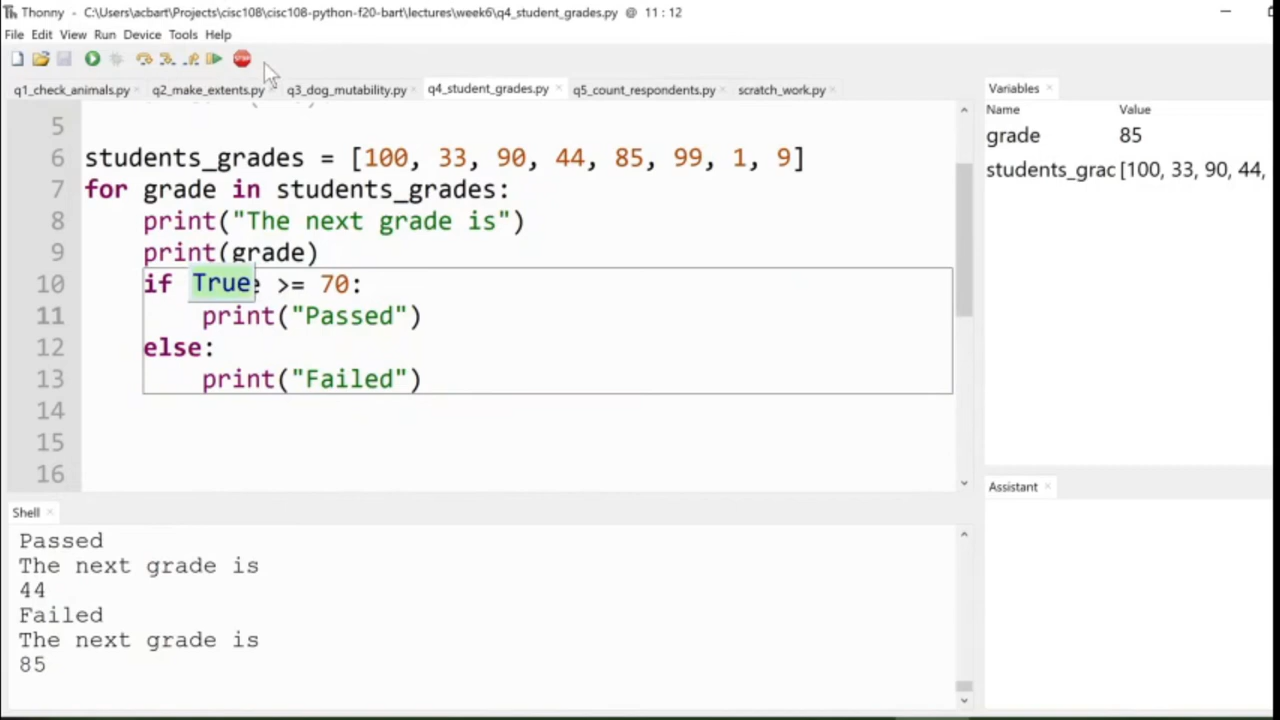 Thonny - C:\Users\acbart\Projects\cisc108\cisc108-python-f20-bart\lectures\week6\q4_student_grades.py @ 11 : 12
File Edit View Run Device Tools Help
STOP
q1_check_animals.py q2_make_extents.py q3_dog_mutability.py q4_student_grades.py q5_count_respondents.py scratch_work.py
5
6 students_grades = [100, 33, 90, 44, 85, 99, 1, 9]
7 for grade in students_grades:
8 print("The next grade is")
9 print(grade)
10 if True >= 70:
11 print("Passed")
12 else:
13 print("Failed")
14
15
16
Variables
Name Value
grade 85
students_grac [100, 33, 90, 44,
Assistant
Shell
Passed
The next grade is
44
Failed
The next grade is
85